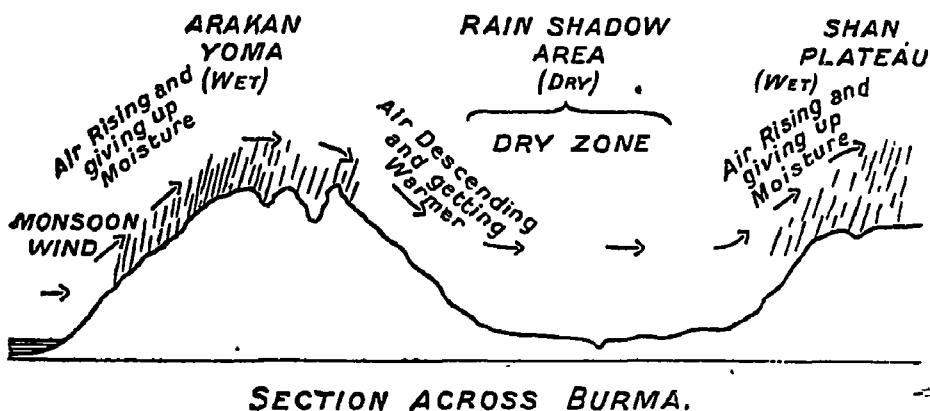 ARAKAN
YOMA
(WET)
RAIN SHADOW
AREA
(DRY)
DRY ZONE
SHAN
PLATEAU
(WET)
Air Rising and
giving up
Moisture
MONSOON
WIND
Air Descending
and getting
Warmer
Air Rising and
giving up
Moisture
SECTION ACROSS BURMA.